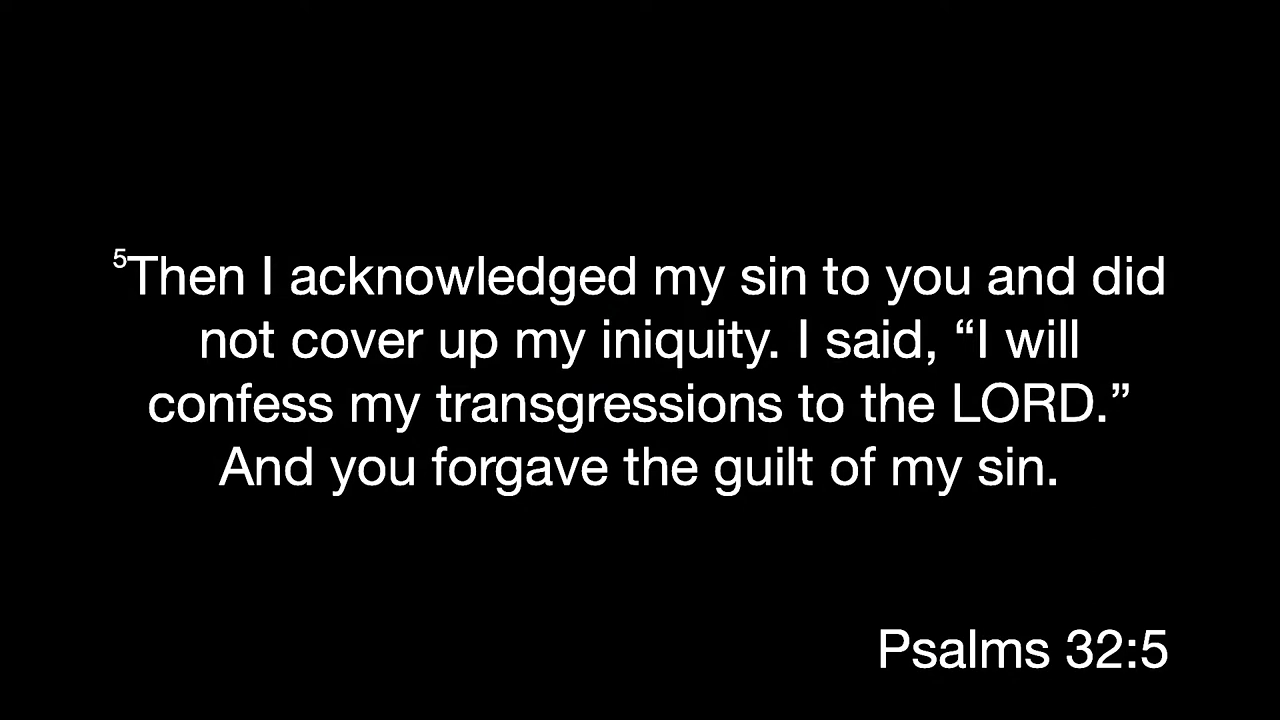 ⁵Then I acknowledged my sin to you and did
not cover up my iniquity. I said, “I will
confess my transgressions to the LORD.”
And you forgave the guilt of my sin.
Psalms 32:5